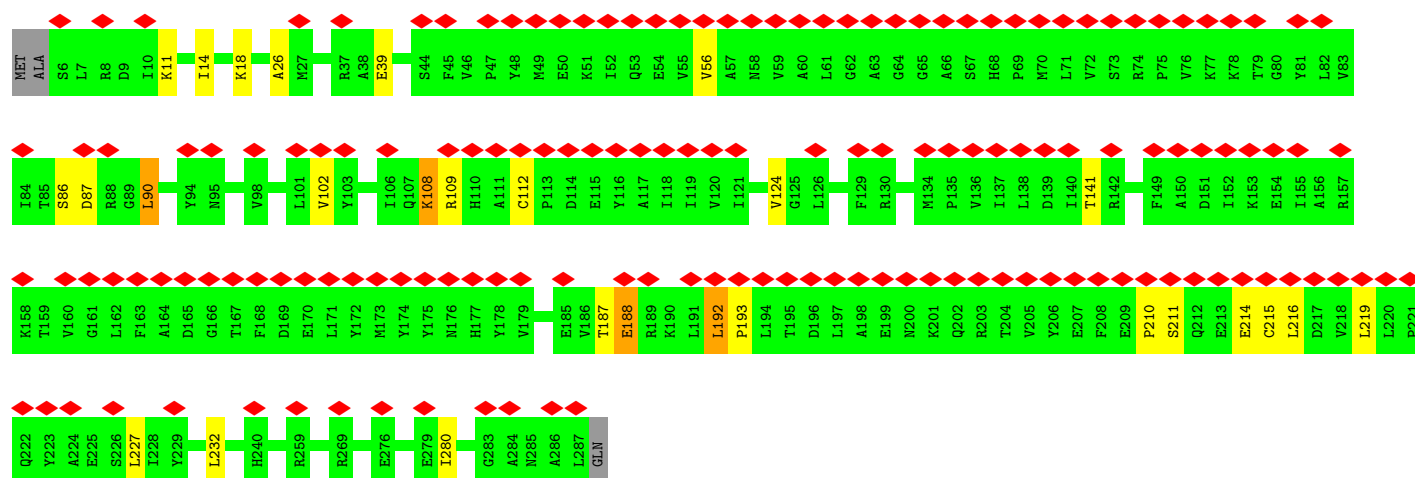 MET ALA S6 L7 R8 D9 I10 K11 I14 K18 A26 M27 R37 A38 E39 S44 F45 V46 P47 Y48 M49 E50 K51 I52 Q53 E54 V55 V56 A57 N58 V59 A60 L61 G62 A63 G64 G65 A66 S67 H68 P69 M70 L71 V72 S73 R74 P75 V76 K77 K78 T79 G80 Y81 L82 V83
I84 T85 S86 D87 R88 G89 L90 Y94 N95 V98 L101 V102 Y103 I106 Q107 K108 R109 H110 A111 C112 P113 D114 E115 Y116 A117 I118 I119 V120 I121 V124 G125 L126 F129 R130 M134 P135 V136 I137 L138 D139 I140 T141 R142 F149 A150 D151 I152 K153 E154 I155 A156 R157
K158 T159 V160 G161 L162 F163 A164 D165 G166 T167 F168 D169 E170 L171 Y172 M173 Y174 Y175 N176 H177 Y178 V179 E185 V186 T187 E188 R189 K190 L191 L192 P193 L194 T195 D196 L197 A198 E199 N200 K201 Q202 R203 T204 V205 Y206 E207 F208 E209 P210 S211 Q212 E213 E214 C215 L216 D217 V218 L219 L220 P221
Q222 Y223 A224 E225 S226 L227 I228 Y229 L232 H240 R259 R269 E276 E279 I280 G283 A284 N285 A286 L287 GLN